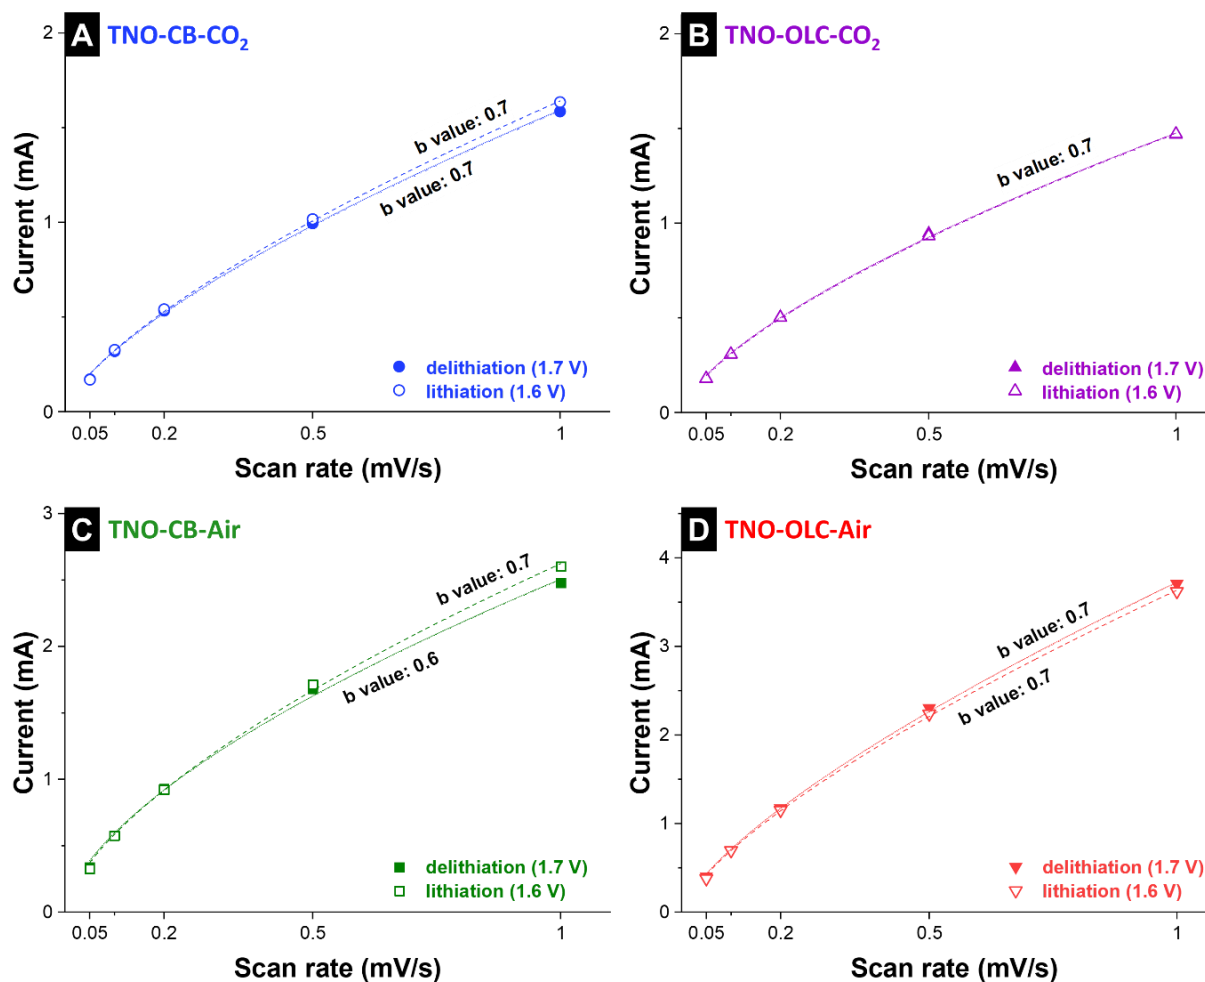 A TNO-CB-CO₂
2
1
0
Current (mA)
b value: 0.7
b value: 0.7
delithiation (1.7 V)
lithiation (1.6 V)
0.05 0.2 0.5 1
Scan rate (mV/s)
B TNO-OLC-CO₂
2
1
0
Current (mA)
b value: 0.7
delithiation (1.7 V)
lithiation (1.6 V)
0.05 0.2 0.5 1
Scan rate (mV/s)
C TNO-CB-Air
3
2
1
0
Current (mA)
b value: 0.7
b value: 0.6
delithiation (1.7 V)
lithiation (1.6 V)
0.05 0.2 0.5 1
Scan rate (mV/s)
D TNO-OLC-Air
4
3
2
1
0
Current (mA)
b value: 0.7
b value: 0.7
delithiation (1.7 V)
lithiation (1.6 V)
0.05 0.2 0.5 1
Scan rate (mV/s)